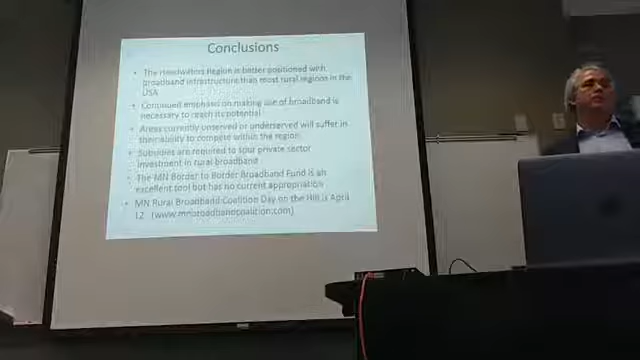 Conclusions
• The Headwaters Region is better positioned with
broadband infrastructure than most rural regions in the
USA
• Continued emphasis on making use of broadband is
necessary to reach its potential
• Areas currently unserved or underserved will suffer in
their ability to compete within the region
• Subsidies are required to spur private sector
investment in rural broadband
• The MN Border to Border Broadband Fund is an
excellent tool but has no current appropriation
• MN Rural Broadband Coalition Day on the Hill is April
12 (www.mnbroadbandcoalition.com)